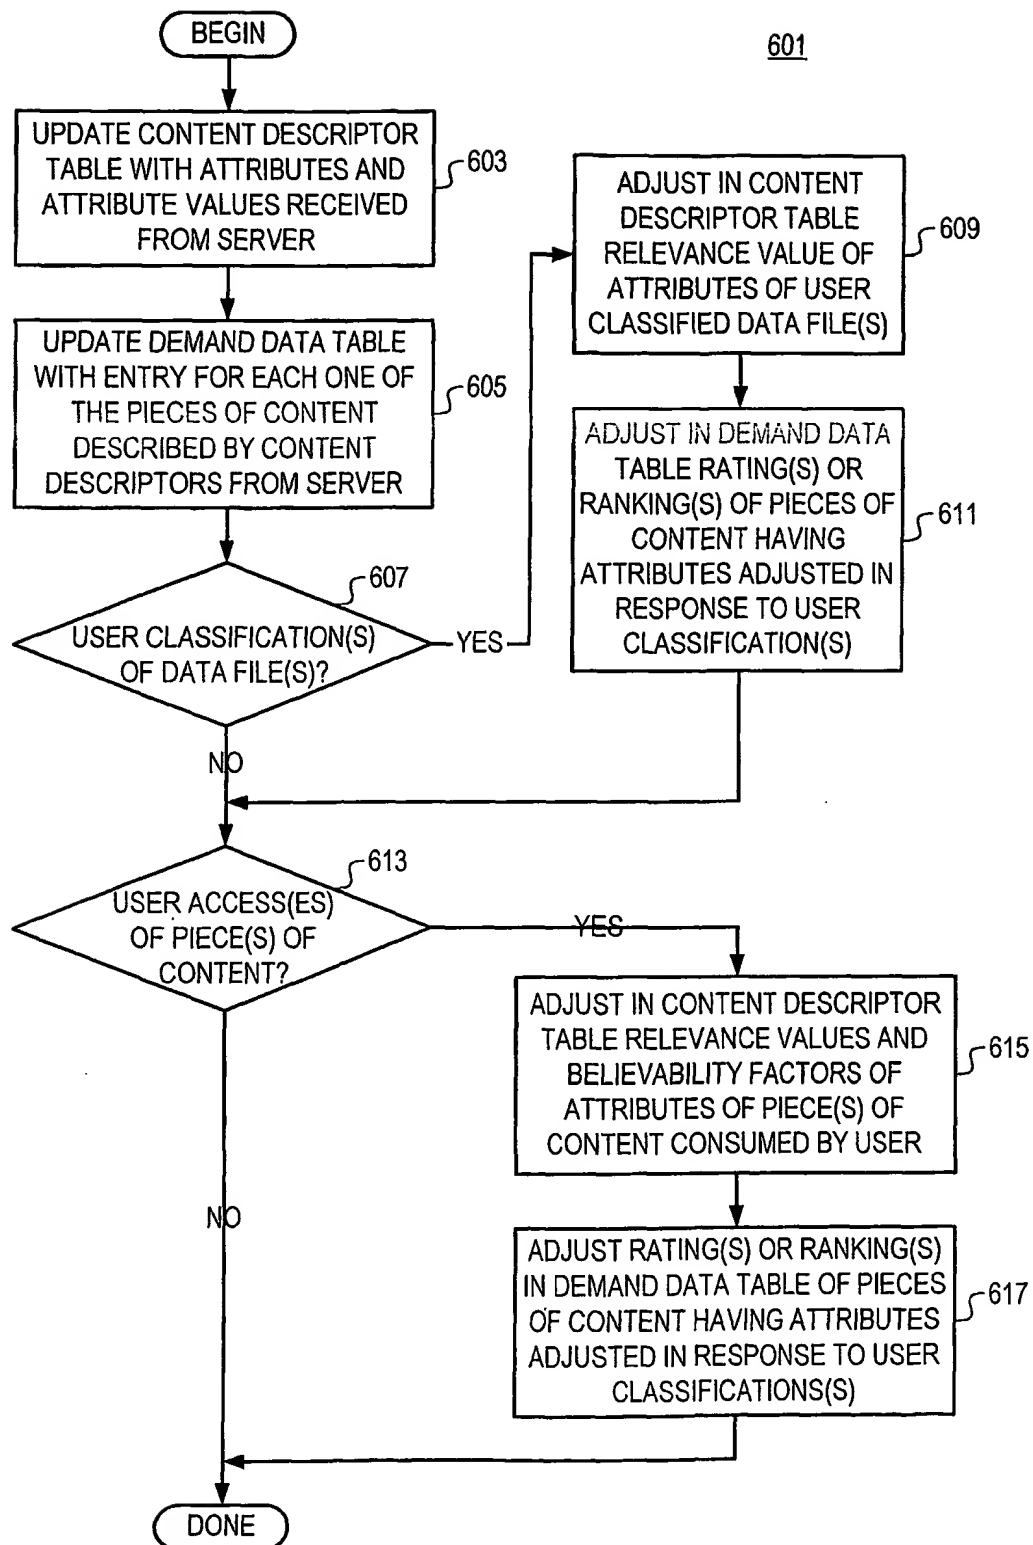 BEGIN
601
UPDATE CONTENT DESCRIPTOR
TABLE WITH ATTRIBUTES AND
ATTRIBUTE VALUES RECEIVED
FROM SERVER
603
UPDATE DEMAND DATA TABLE
WITH ENTRY FOR EACH ONE OF
THE PIECES OF CONTENT
DESCRIBED BY CONTENT
DESCRIPTORS FROM SERVER
605
607
USER CLASSIFICATION(S)
OF DATA FILE(S)?
YES
NO
ADJUST IN CONTENT
DESCRIPTOR TABLE
RELEVANCE VALUE OF
ATTRIBUTES OF USER
CLASSIFIED DATA FILE(S)
609
ADJUST IN DEMAND DATA
TABLE RATING(S) OR
RANKING(S) OF PIECES OF
CONTENT HAVING
ATTRIBUTES ADJUSTED IN
RESPONSE TO USER
CLASSIFICATION(S)
611
613
USER ACCESS(ES)
OF PIECE(S) OF
CONTENT?
YES
NO
ADJUST IN CONTENT DESCRIPTOR
TABLE RELEVANCE VALUES AND
BELIEVABILITY FACTORS OF
ATTRIBUTES OF PIECE(S) OF
CONTENT CONSUMED BY USER
615
ADJUST RATING(S) OR RANKING(S)
IN DEMAND DATA TABLE OF PIECES
OF CONTENT HAVING ATTRIBUTES
ADJUSTED IN RESPONSE TO USER
CLASSIFICATIONS(S)
617
DONE